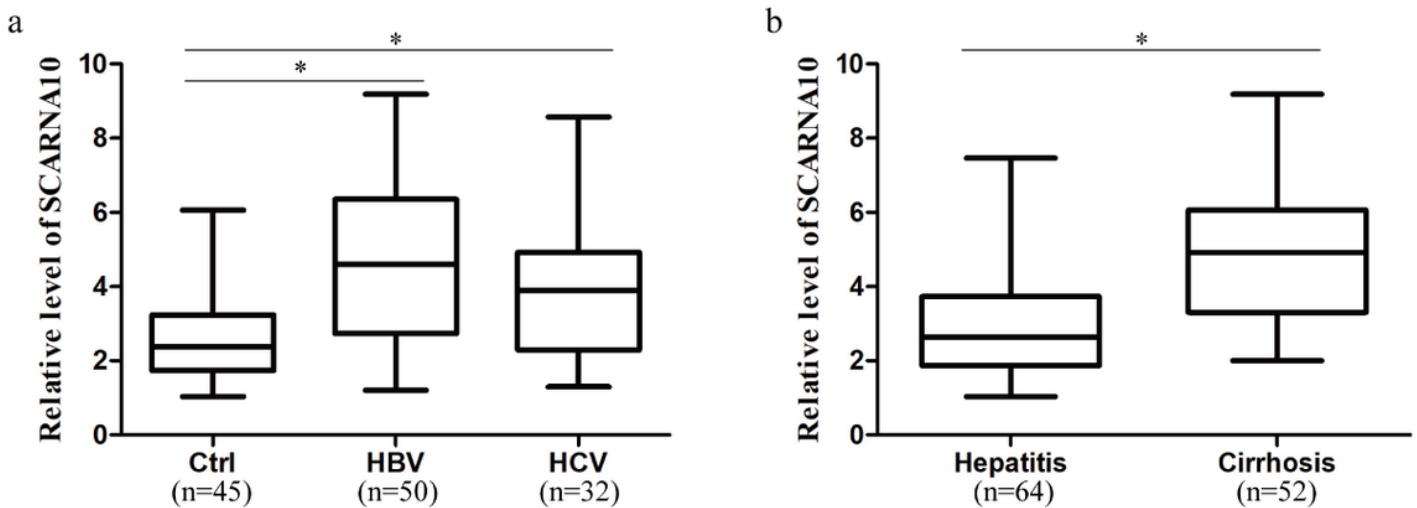 a
*
*
Relative level of SCARNA10
10
8
6
4
2
0
Ctrl
(n=45)
HBV
(n=50)
HCV
(n=32)
b
*
Relative level of SCARNA10
10
8
6
4
2
0
Hepatitis
(n=64)
Cirrhosis
(n=52)